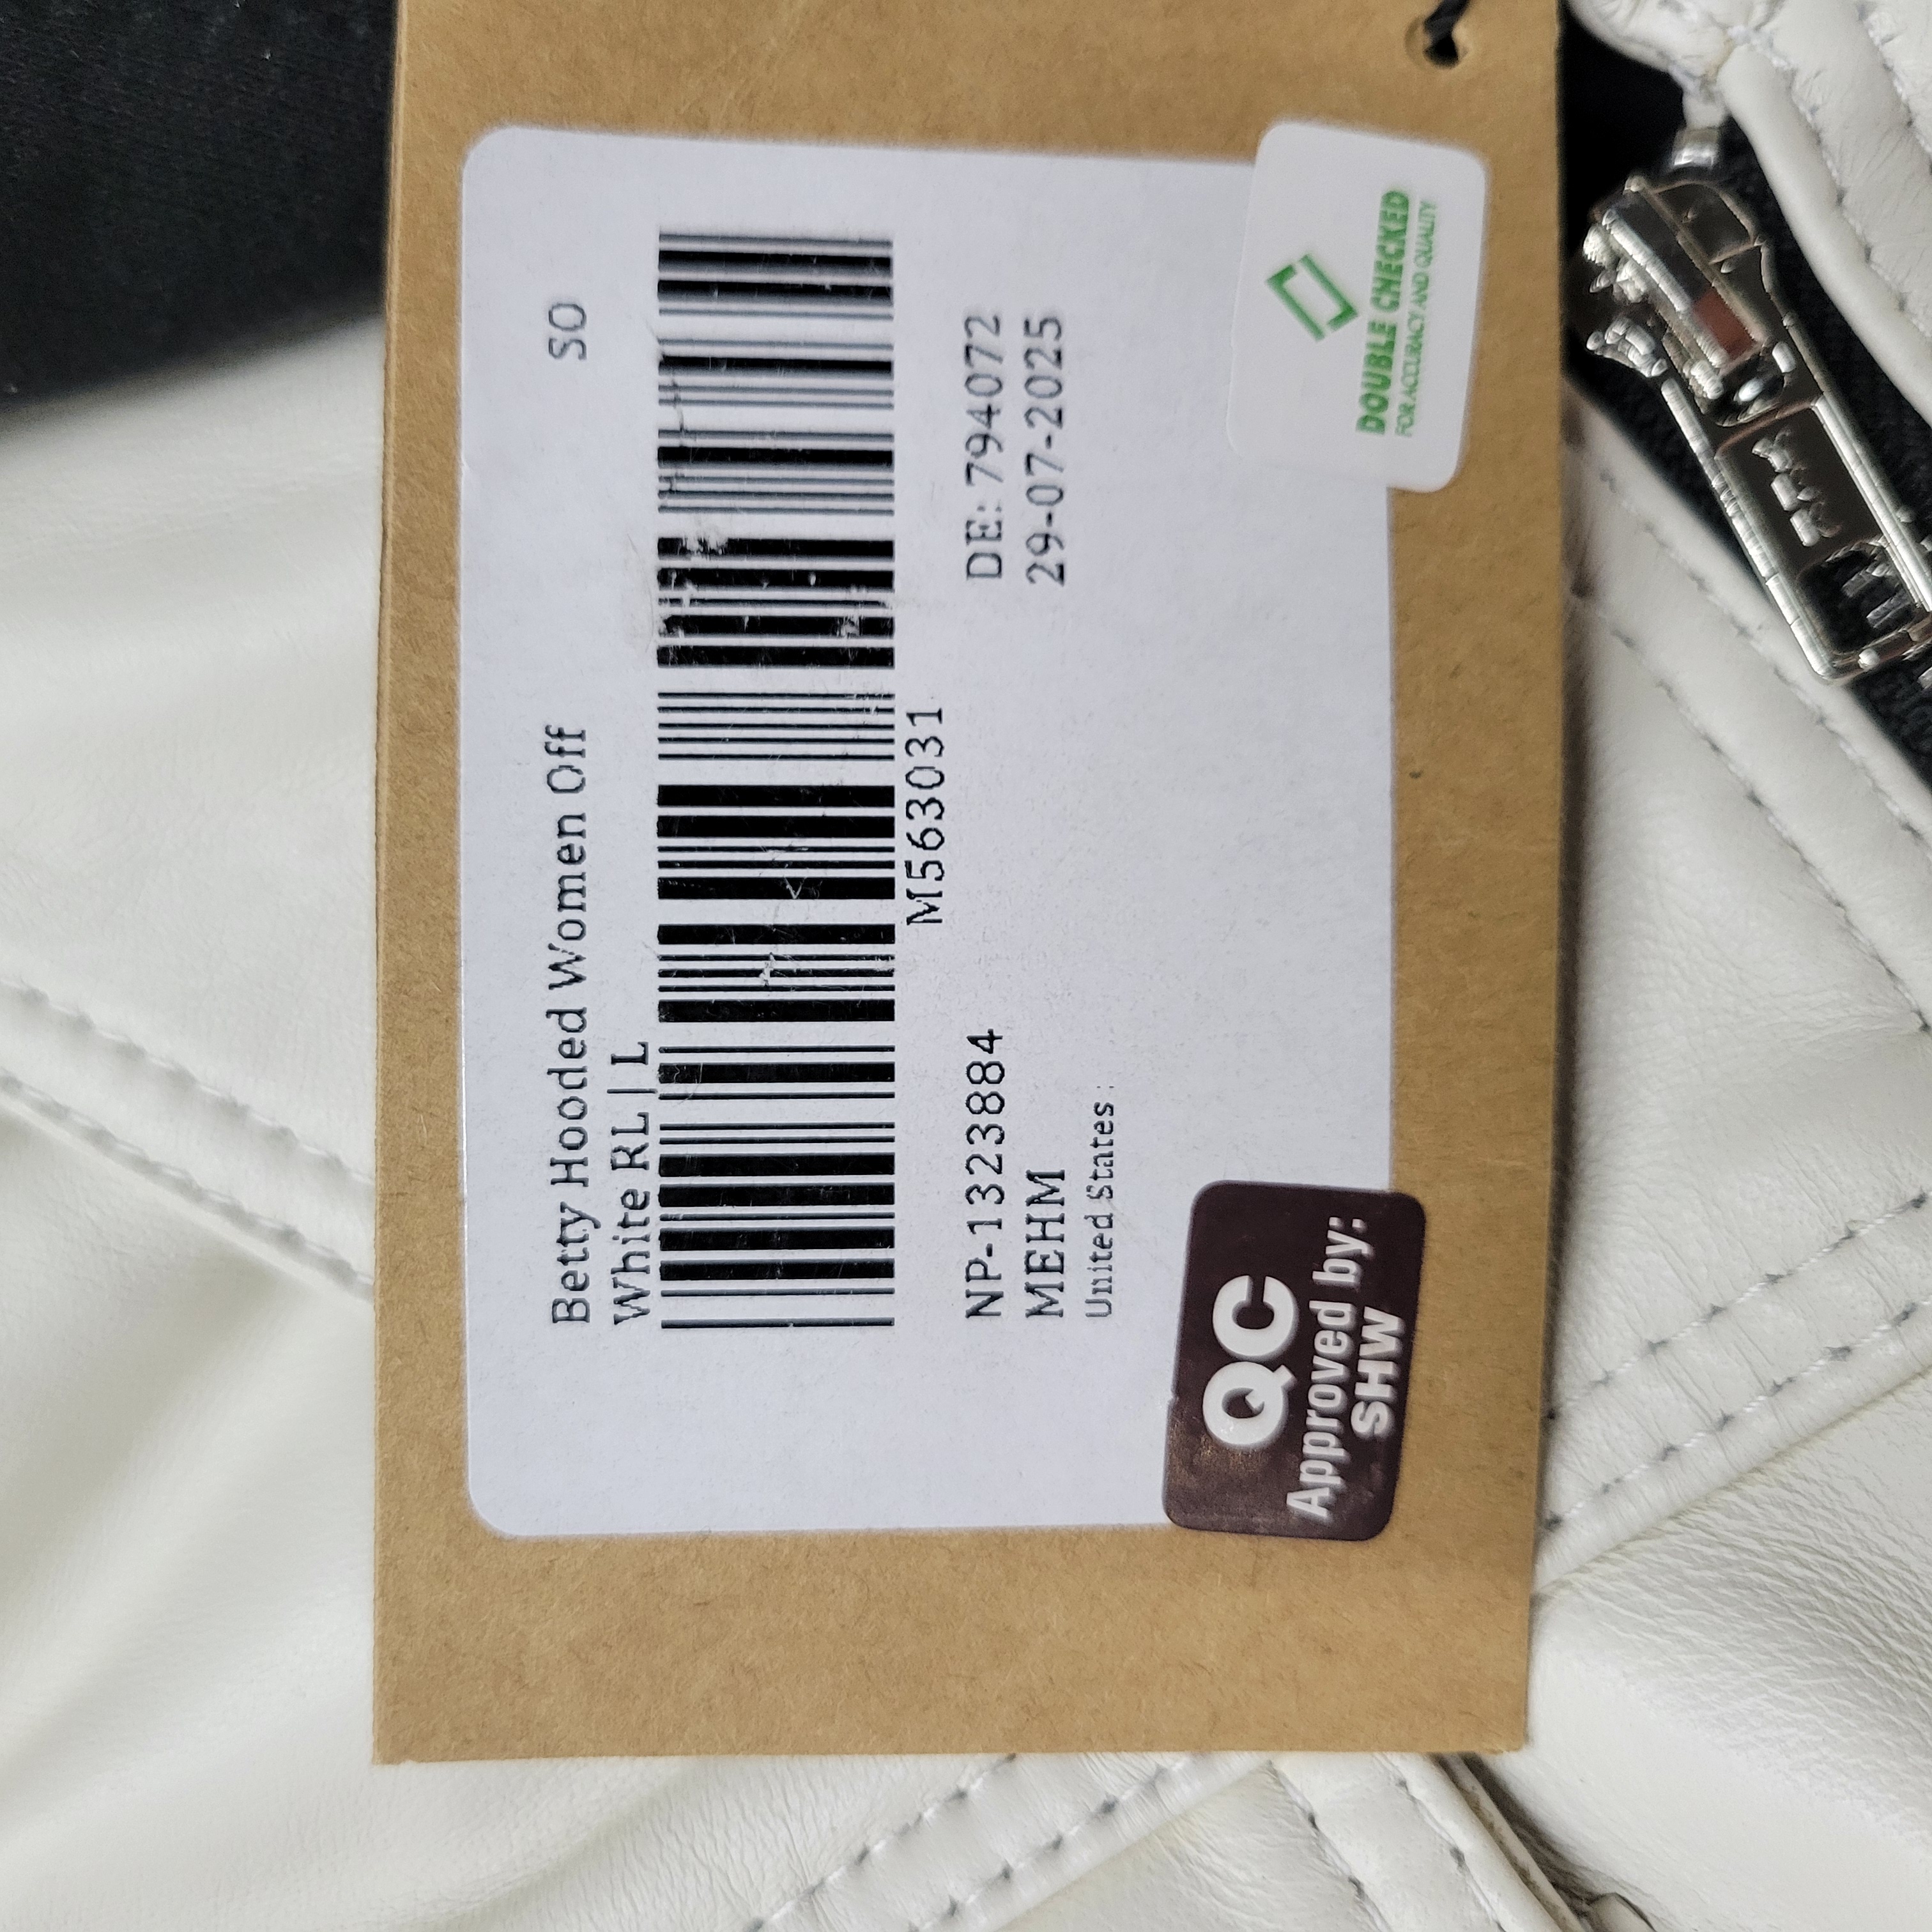 Betty Hooded Women Off SO
White RL|L
M563031
NP-1323884 DE: 794072
MEHM 29-07-2025
United States :
QC
Approved by:
SHW
DOUBLE CHECKED
FOR ACCURACY AND QUALITY